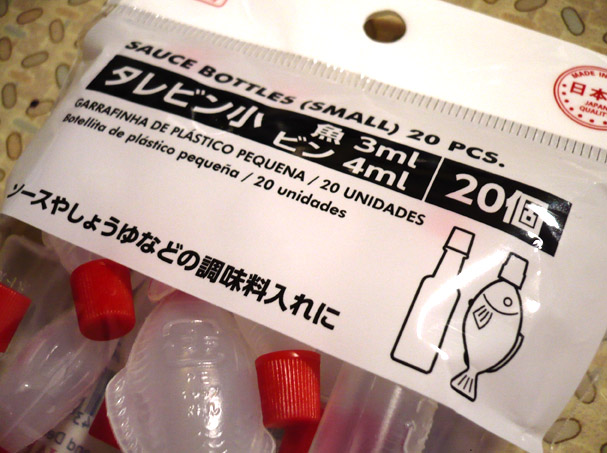 SAUCE BOTTLES (SMALL) 20 PCS.
タレビン小 魚 3ml ビン 4ml 20個
GARRAFINHA DE PLÁSTICO PEQUENA / 20 UNIDADES
Botellita de plástico pequeña / 20 unidades
ソースやしょうゆなどの調味料入れに
MADE IN
日本
JAPAN
QUALITY